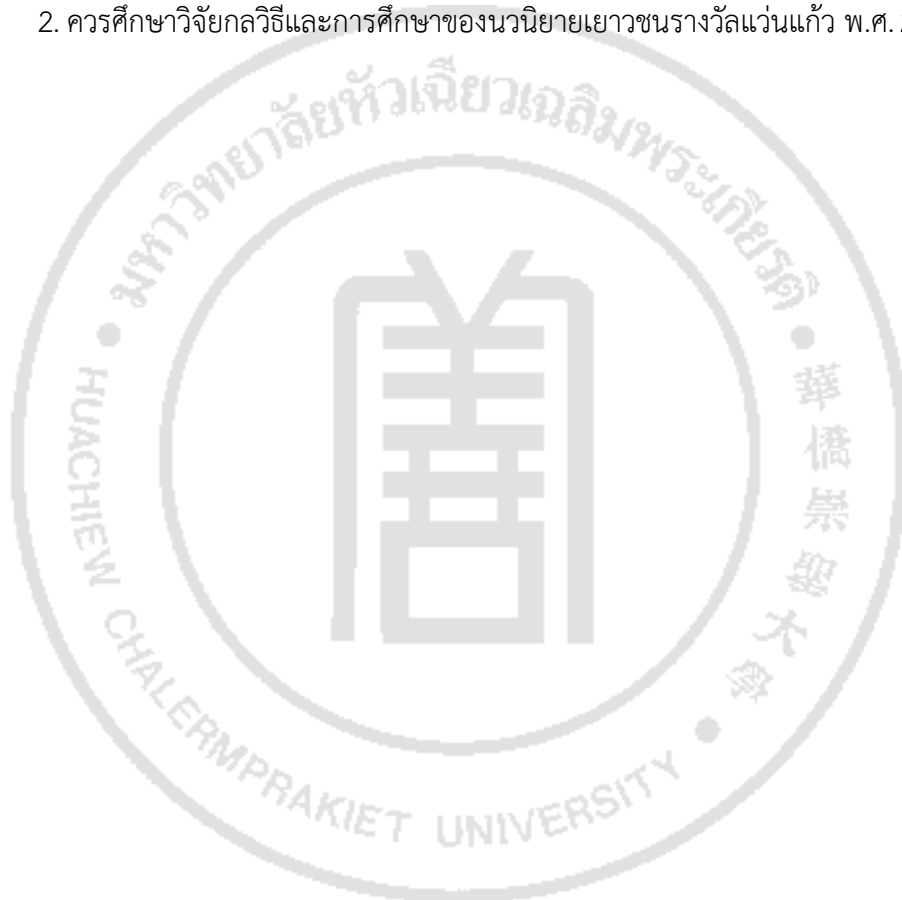 2. ควรศึกษาวิจัยกลวิธีและการศึกษาของนวนิยายเยาวชนรางวัลแว่นแก้ว พ.ศ.
มหาวิทยาลัยหัวเฉียวเฉลิมพระเกียรติ
華僑崇聖大學
HUACHIEW CHALERMPRAKIET UNIVERSITY